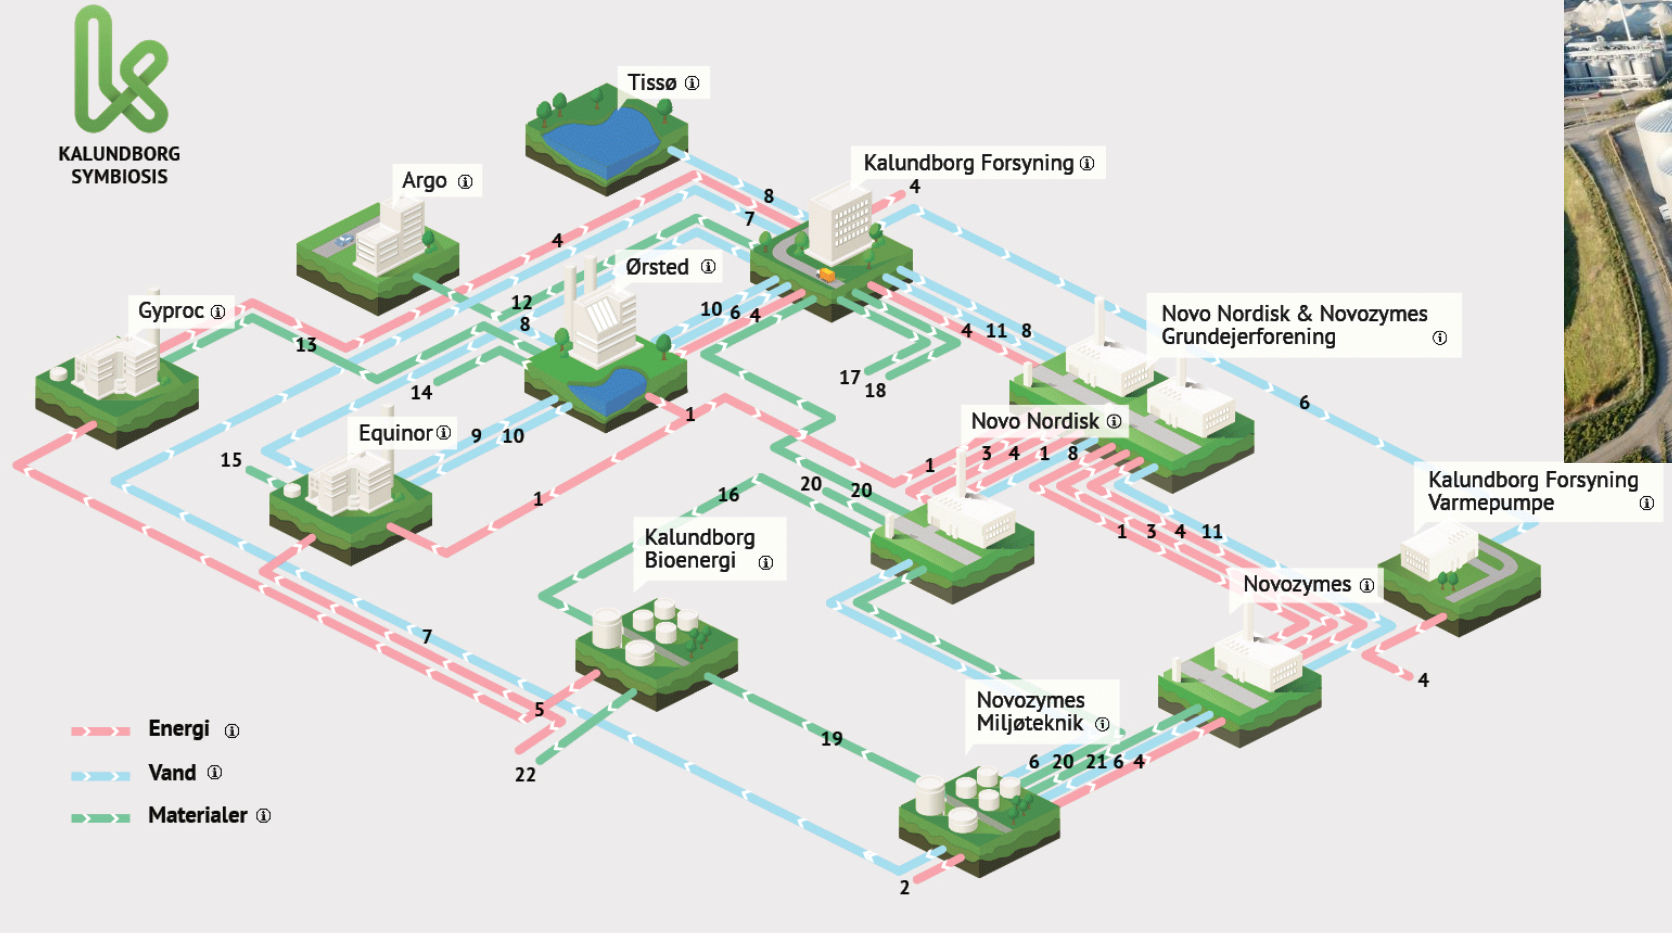 KALUNDBORG
SYMBIOSIS
Tissø
Kalundborg Forsyning
Argo
4
8
7
4
Ørsted
Gyproc
12
8
10 6 4
13
4 11 8
Novo Nordisk & Novozymes
Grundejerforening
14
17
18
6
1
Equinor
9 10
Novo Nordisk
15
1 3 4 1 8
1
16
20 20
Kalundborg Forsyning
Varmepumpe
Kalundborg
Bioenergi
1 3 4 11
Novozymes
7
4
5
Novozymes
Miljøteknik
19
6 20 21 6 4
22
2
Energi
Vand
Materialer